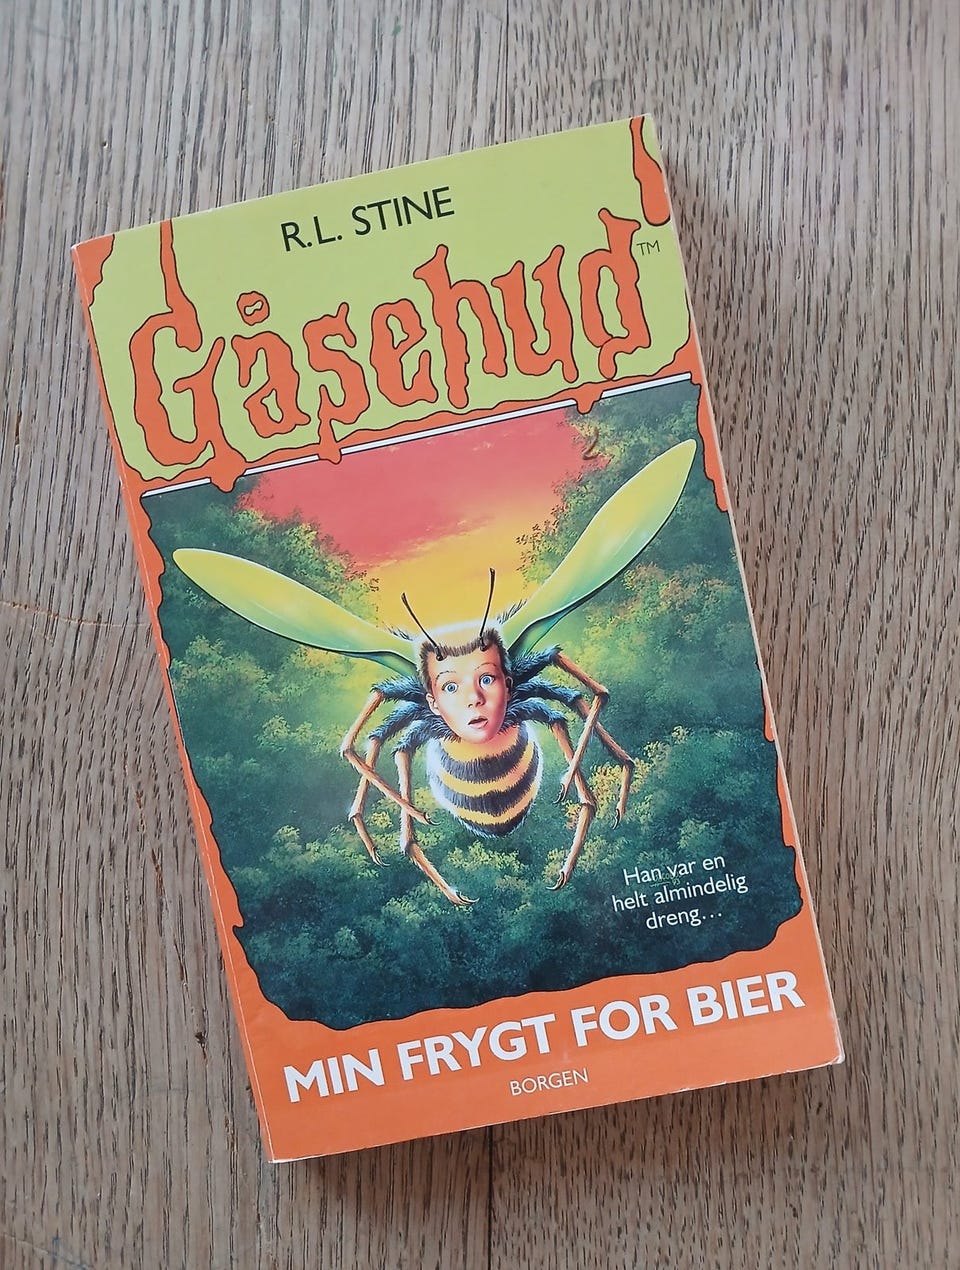 R.L. STINE
Gåsehud™
Han var en
helt almindelig
dreng...
MIN FRYGT FOR BIER
BORGEN